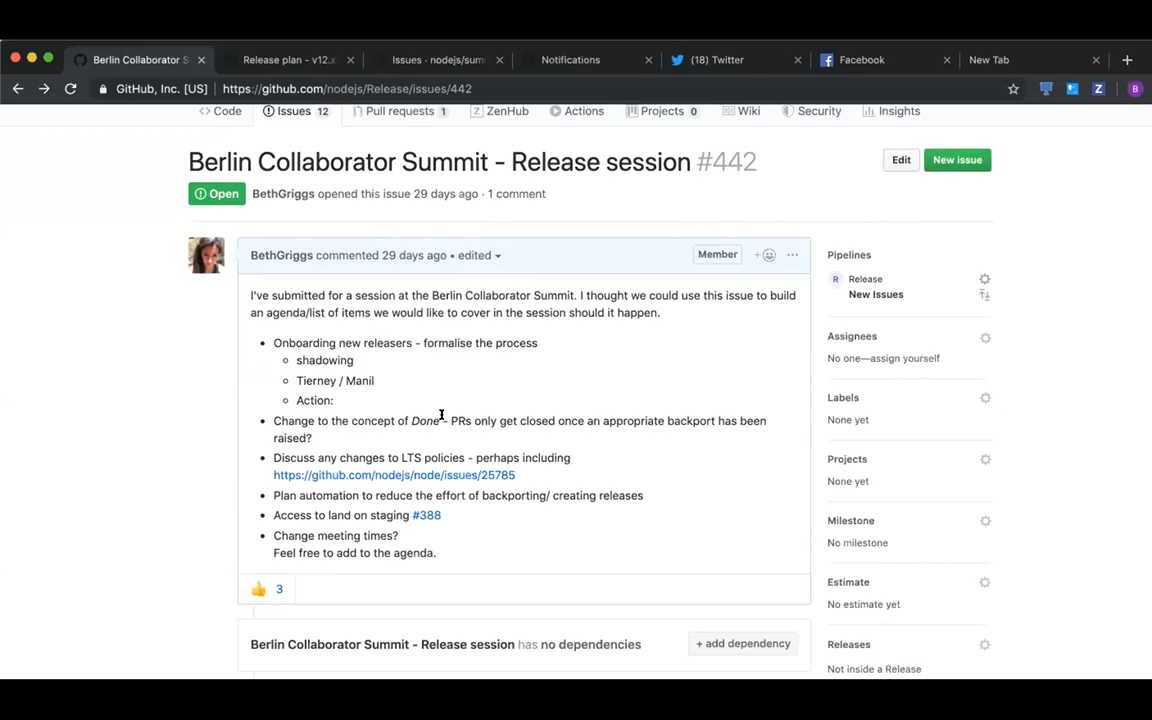 Berlin Collaborator S
Release plan - v12.x
Issues - nodejs/sum
Notifications
(18) Twitter
Facebook
New Tab
GitHub, Inc. [US]
https://github.com/nodejs/Release/issues/442
Code
Issues 12
Pull requests 1
ZenHub
Actions
Projects 0
Wiki
Security
Insights
Berlin Collaborator Summit - Release session #442
Edit
New issue
Open
BethGriggs opened this issue 29 days ago · 1 comment
BethGriggs commented 29 days ago • edited
Member
I've submitted for a session at the Berlin Collaborator Summit. I thought we could use this issue to build
an agenda/list of items we would like to cover in the session should it happen.
• Onboarding new releasers - formalise the process
shadowing
Tierney / Manil
Action:
• Change to the concept of Done - PRs only get closed once an appropriate backport has been
raised?
• Discuss any changes to LTS policies - perhaps including
https://github.com/nodejs/node/issues/25785
• Plan automation to reduce the effort of backporting/ creating releases
• Access to land on staging #388
• Change meeting times?
Feel free to add to the agenda.
3
Berlin Collaborator Summit - Release session has no dependencies
+ add dependency
Pipelines
R Release
New Issues
Assignees
No one—assign yourself
Labels
None yet
Projects
None yet
Milestone
No milestone
Estimate
No estimate yet
Releases
Not inside a Release